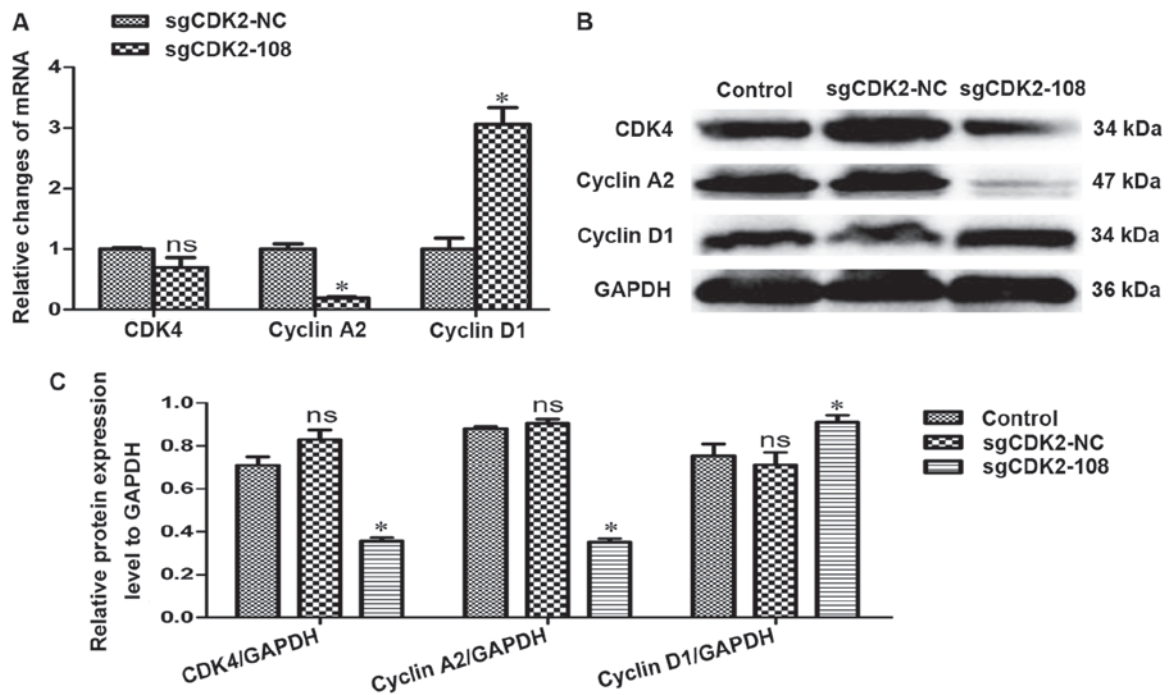 A
sgCDK2-NC
sgCDK2-108
Relative changes of mRNA
4
3
2
1
0
ns
*
*
CDK4
Cyclin A2
Cyclin D1
B
Control sgCDK2-NC sgCDK2-108
CDK4 34 kDa
Cyclin A2 47 kDa
Cyclin D1 34 kDa
GAPDH 36 kDa
C
Relative protein expression
level to GAPDH
1.0
0.8
0.6
0.4
0.2
0.0
ns
*
ns
*
ns
*
CDK4/GAPDH
Cyclin A2/GAPDH
Cyclin D1/GAPDH
Control
sgCDK2-NC
sgCDK2-108